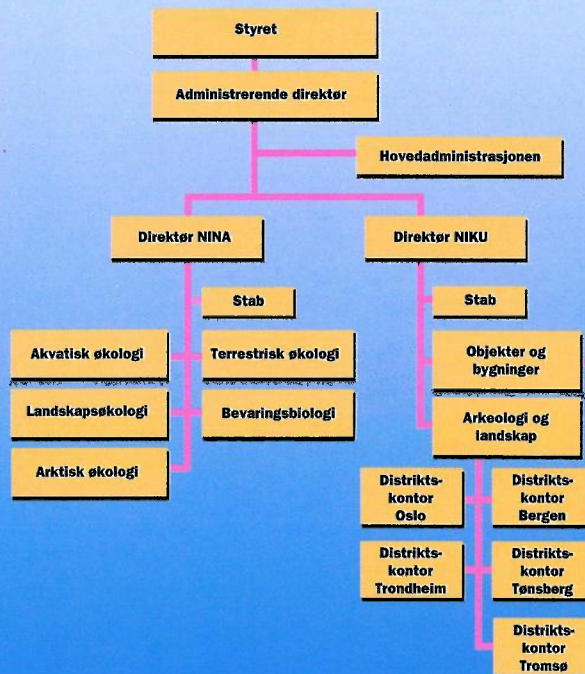 Styret
Administrerende direktør
Hovedadministrasjonen
Direktør NINA
Direktør NIKU
Stab
Stab
Akvatisk økologi
Terrestrisk økologi
Objekter og
bygninger
Landskapsøkologi
Bevaringsbiologi
Arkeologi og
landskap
Arktisk økologi
Distrikts-
kontor
Oslo
Distrikts-
kontor
Bergen
Distrikts-
kontor
Trondheim
Distrikts-
kontor
Tønsberg
Distrikts-
kontor
Tromsø